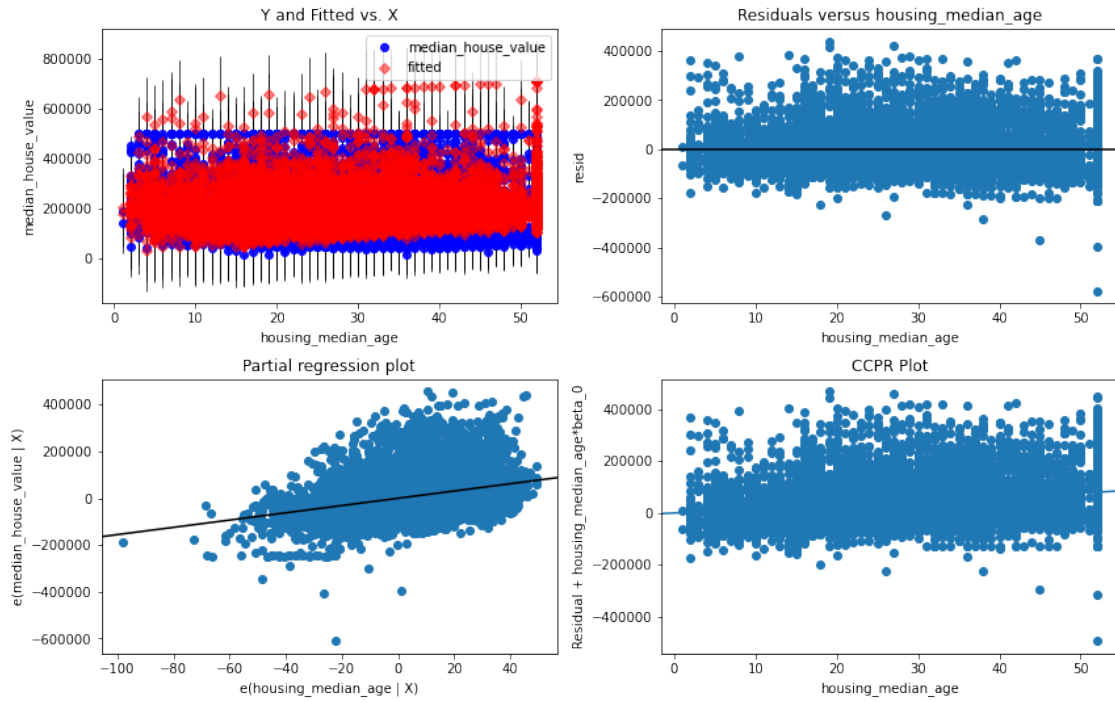 Y and Fitted vs. X
median_house_value
fitted
800000
600000
400000
200000
0
median_house_value
0 10 20 30 40 50
housing_median_age
Residuals versus housing_median_age
400000
200000
0
−200000
−400000
−600000
resid
0 10 20 30 40 50
housing_median_age
Partial regression plot
400000
200000
0
−200000
−400000
−600000
e(median_house_value | X)
−100 −80 −60 −40 −20 0 20 40
e(housing_median_age | X)
CCPR Plot
400000
200000
0
−200000
−400000
Residual + housing_median_age*beta_0
0 10 20 30 40 50
housing_median_age